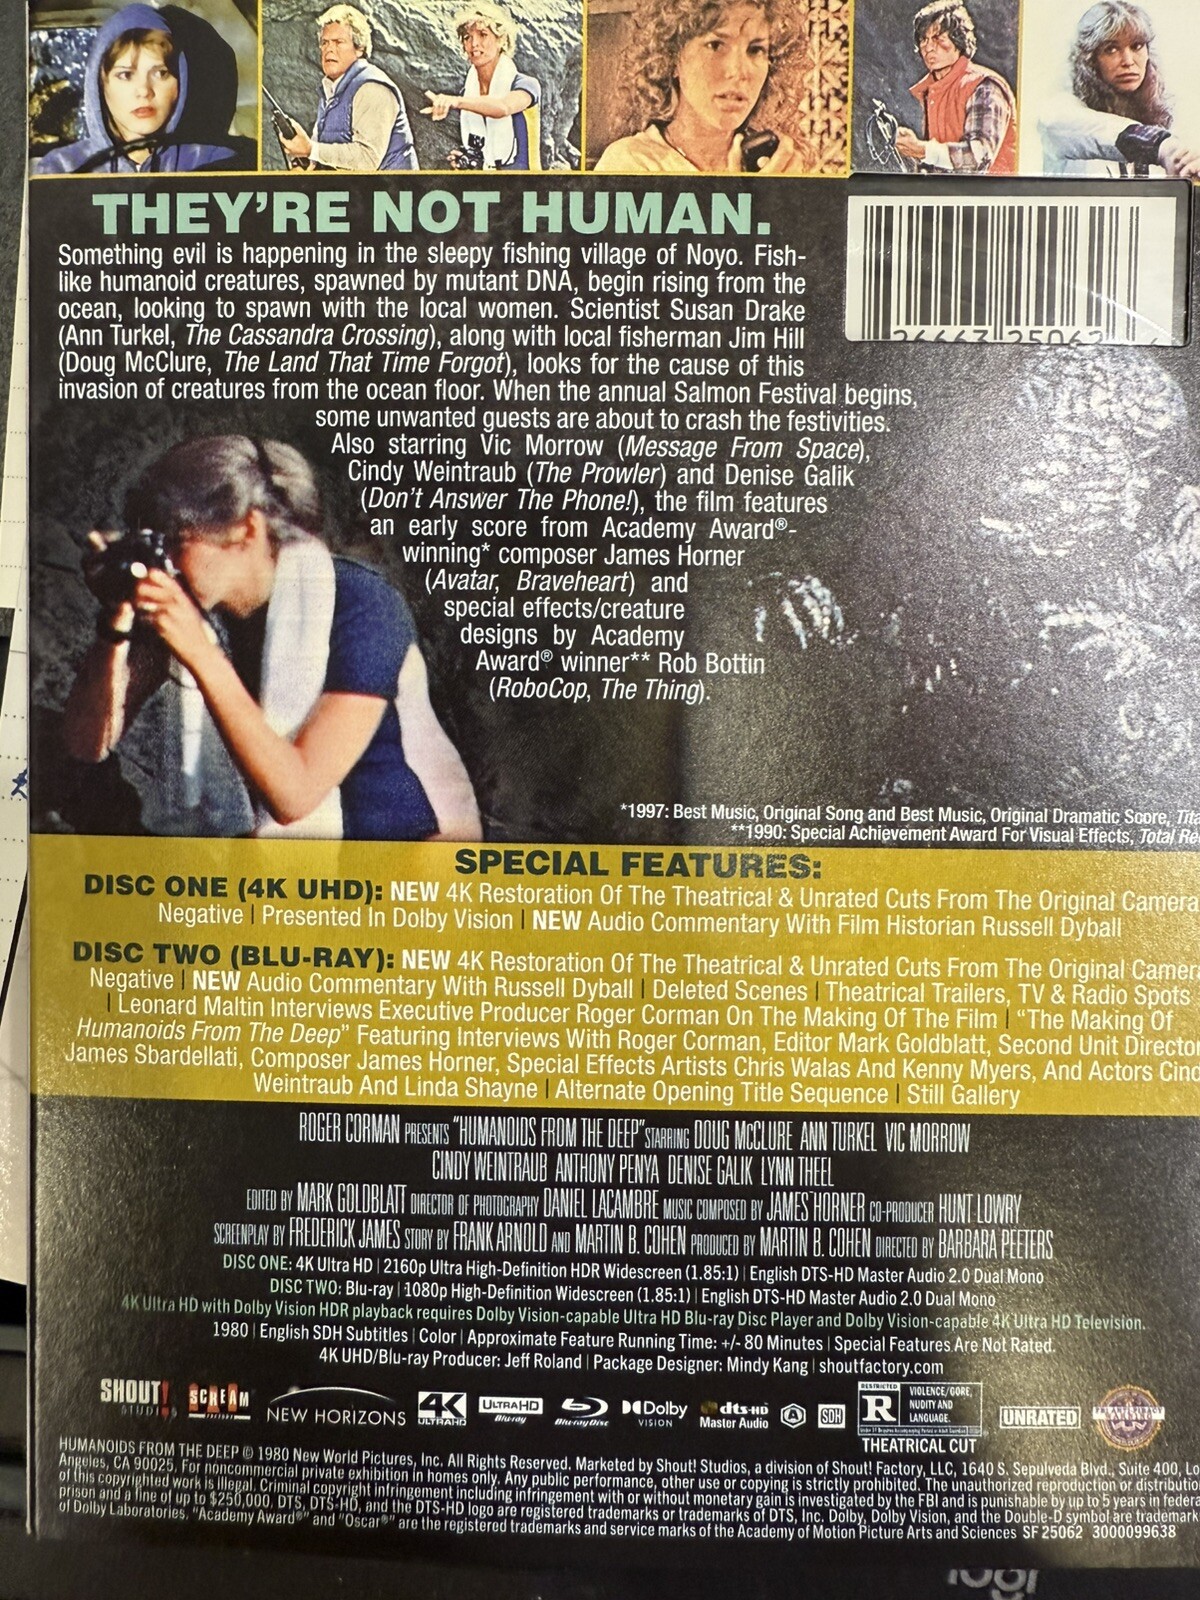 THEY'RE NOT HUMAN.
Something evil is happening in the sleepy fishing village of Noyo. Fish-
like humanoid creatures, spawned by mutant DNA, begin rising from the
ocean, looking to spawn with the local women. Scientist Susan Drake
(Ann Turkel, The Cassandra Crossing), along with local fisherman Jim Hill
(Doug McClure, The Land That Time Forgot), looks for the cause of this
invasion of creatures from the ocean floor. When the annual Salmon Festival begins,
some unwanted guests are about to crash the festivities.
Also starring Vic Morrow (Message From Space),
Cindy Weintraub (The Prowler) and Denise Galik
(Don't Answer The Phone!), the film features
an early score from Academy Award®-
winning* composer James Horner
(Avatar, Braveheart) and
special effects/creature
designs by Academy
Award® winner** Rob Bottin
(RoboCop, The Thing).
26663 25062
*1997: Best Music, Original Song and Best Music, Original Dramatic Score, Tita
**1990: Special Achievement Award For Visual Effects, Total Re
SPECIAL FEATURES:
DISC ONE (4K UHD): NEW 4K Restoration Of The Theatrical & Unrated Cuts From The Original Camera
Negative | Presented In Dolby Vision | NEW Audio Commentary With Film Historian Russell Dyball
DISC TWO (BLU-RAY): NEW 4K Restoration Of The Theatrical & Unrated Cuts From The Original Camer
Negative | NEW Audio Commentary With Russell Dyball | Deleted Scenes | Theatrical Trailers, TV & Radio Spots
| Leonard Maltin Interviews Executive Producer Roger Corman On The Making Of The Film | "The Making Of
Humanoids From The Deep" Featuring Interviews With Roger Corman, Editor Mark Goldblatt, Second Unit Director
James Sbardellati, Composer James Horner, Special Effects Artists Chris Walas And Kenny Myers, And Actors Cind
Weintraub And Linda Shayne | Alternate Opening Title Sequence | Still Gallery
ROGER CORMAN PRESENTS "HUMANOIDS FROM THE DEEP" STARRING DOUG McCLURE ANN TURKEL VIC MORROW
CINDY WEINTRAUB ANTHONY PENYA DENISE GALIK LYNN THEEL
EDITED BY MARK GOLDBLATT DIRECTOR OF PHOTOGRAPHY DANIEL LACAMBRE MUSIC COMPOSED BY JAMES HORNER CO-PRODUCER HUNT LOWRY
SCREENPLAY BY FREDERICK JAMES STORY BY FRANK ARNOLD AND MARTIN B. COHEN PRODUCED BY MARTIN B. COHEN DIRECTED BY BARBARA PEETERS
DISC ONE: 4K Ultra HD | 2160p Ultra High-Definition HDR Widescreen (1.85:1) | English DTS-HD Master Audio 2.0 Dual Mono
DISC TWO: Blu-ray | 1080p High-Definition Widescreen (1.85:1) | English DTS-HD Master Audio 2.0 Dual Mono
4K Ultra HD with Dolby Vision HDR playback requires Dolby Vision-capable Ultra HD Blu-ray Disc Player and Dolby Vision-capable 4K Ultra HD Television.
1980 | English SDH Subtitles | Color | Approximate Feature Running Time: +/- 80 Minutes | Special Features Are Not Rated.
4K UHD/Blu-ray Producer: Jeff Roland | Package Designer: Mindy Kang | shoutfactory.com
SHOUT! STUDIOS SCREAM FACTORY NEW HORIZONS 4K ULTRAHD ULTRA HD Blu-ray Blu-ray Disc Dolby VISION dts-HD Master Audio A SDH RESTRICTED R VIOLENCE/GORE, NUDITY AND LANGUAGE. UNRATED
THEATRICAL CUT
HUMANOIDS FROM THE DEEP © 1980 New World Pictures, Inc. All Rights Reserved. Marketed by Shout! Studios, a division of Shout! Factory, LLC, 1640 S. Sepulveda Blvd., Suite 400, Lo
Angeles, CA 90025. For noncommercial private exhibition in homes only. Any public performance, other use or copying is strictly prohibited. The unauthorized reproduction or distribution
of this copyrighted work is illegal. Criminal copyright infringement including infringement with or without monetary gain is investigated by the FBI and is punishable by up to 5 years in federa
prison and a fine of up to $250,000. DTS, DTS-HD, and the DTS-HD logo are registered trademarks or trademarks of DTS, Inc. Dolby, Dolby Vision, and the Double-D symbol are trademark
of Dolby Laboratories. "Academy Award®" and "Oscar®" are the registered trademarks and service marks of the Academy of Motion Picture Arts and Sciences SF 25062 3000099638
logi